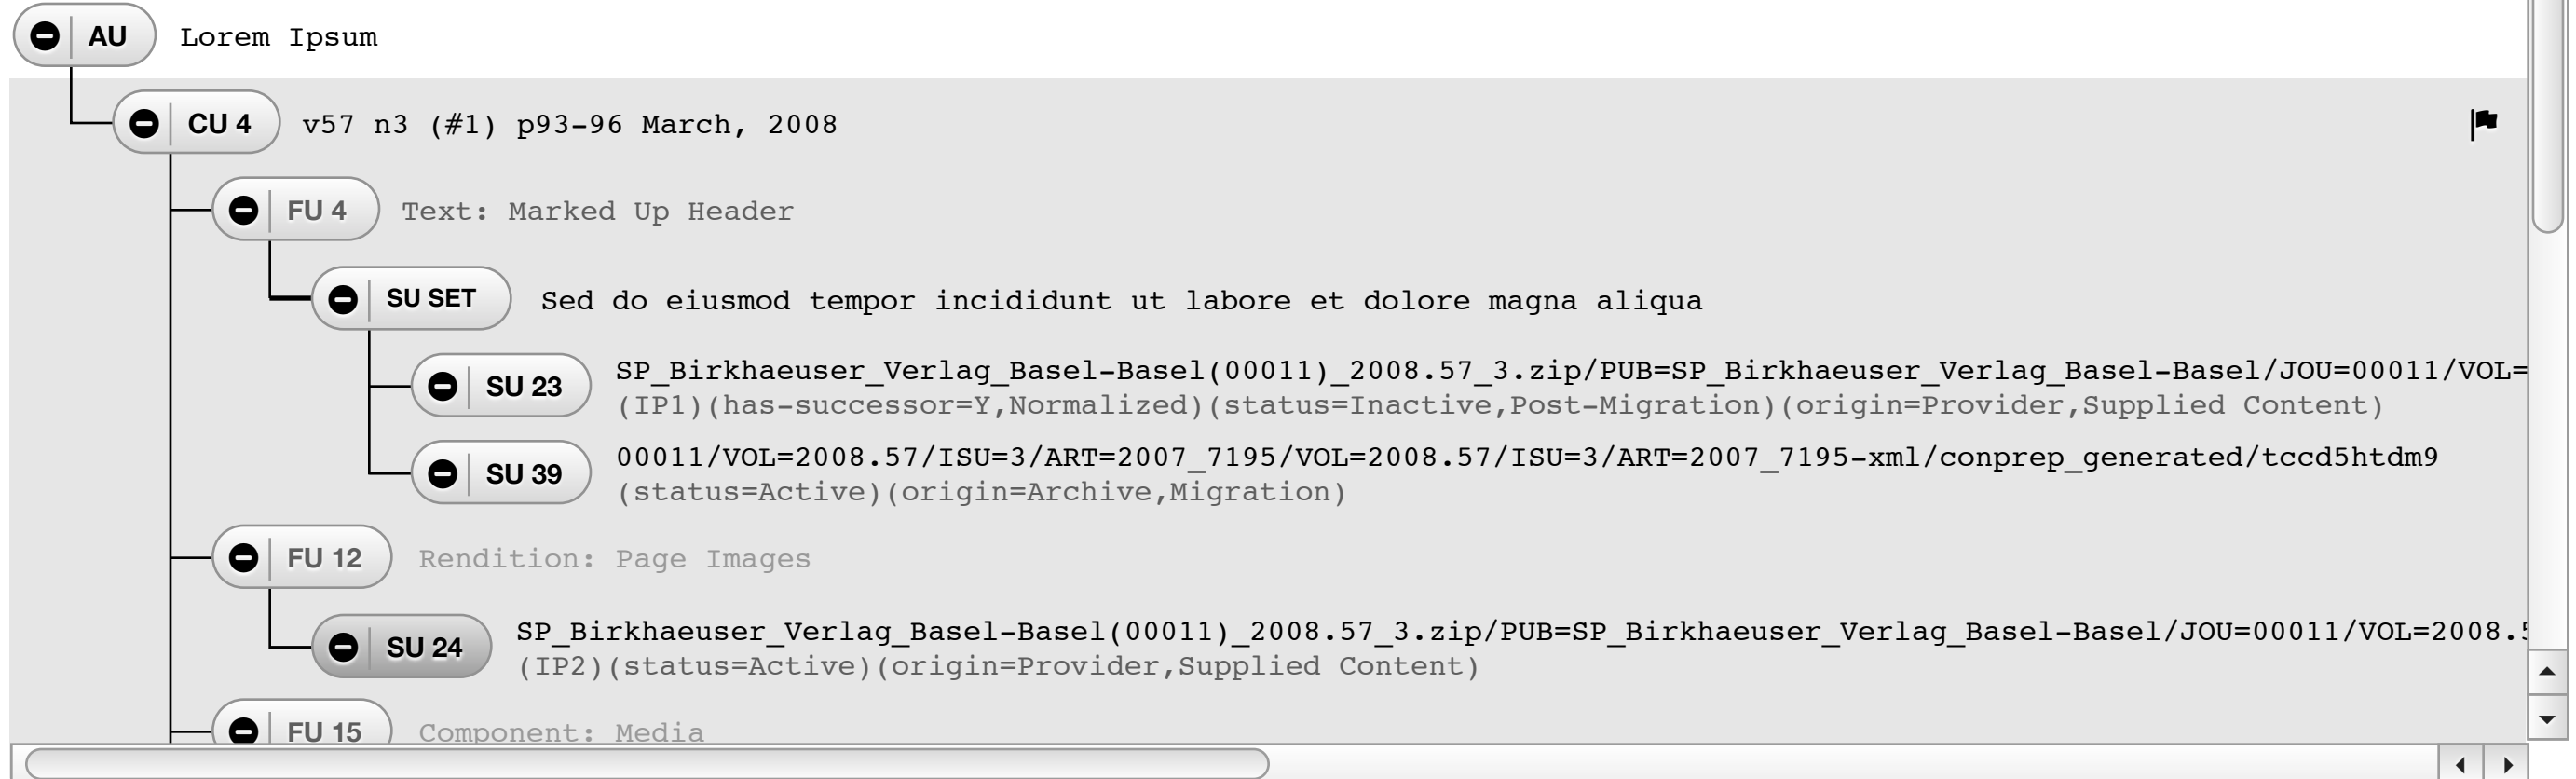 AU Lorem Ipsum
CU 4 v57 n3 (#1) p93-96 March, 2008
FU 4 Text: Marked Up Header
SU SET Sed do eiusmod tempor incididunt ut labore et dolore magna aliqua
SU 23 SP_Birkhaeuser_Verlag_Basel-Basel(00011)_2008.57_3.zip/PUB=SP_Birkhaeuser_Verlag_Basel-Basel/JOU=00011/VOL=
(IP1)(has-successor=Y,Normalized)(status=Inactive,Post-Migration)(origin=Provider,Supplied Content)
SU 39 00011/VOL=2008.57/ISU=3/ART=2007_7195/VOL=2008.57/ISU=3/ART=2007_7195-xml/conprep_generated/tccd5htdm9
(status=Active)(origin=Archive,Migration)
FU 12 Rendition: Page Images
SU 24 SP_Birkhaeuser_Verlag_Basel-Basel(00011)_2008.57_3.zip/PUB=SP_Birkhaeuser_Verlag_Basel-Basel/JOU=00011/VOL=2008.5
(IP2)(status=Active)(origin=Provider,Supplied Content)
FU 15 Component: Media